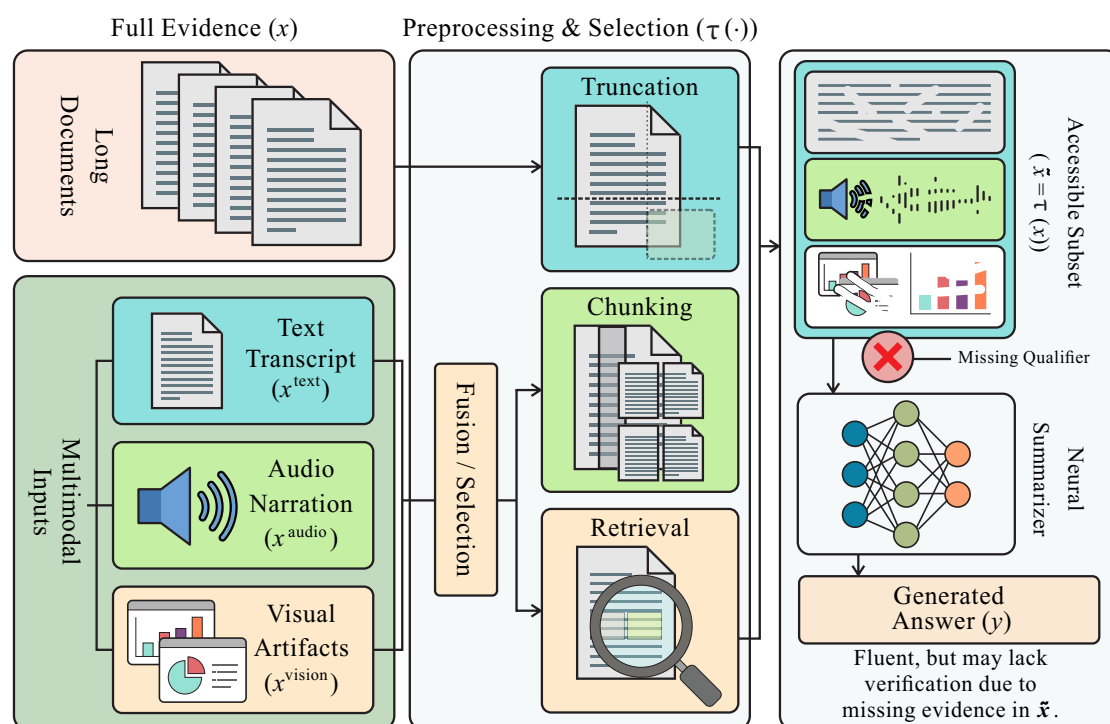 Full Evidence (x)
Preprocessing & Selection (τ(·))
Long
Documents
Multimodal
Inputs
Text
Transcript
(x^text)
Audio
Narration
(x^audio)
Visual
Artifacts
(x^vision)
Fusion / Selection
Truncation
Chunking
Retrieval
Accessible Subset
(x̃ = τ (x))
Missing Qualifier
Neural
Summarizer
Generated
Answer (y)
Fluent, but may lack
verification due to
missing evidence in x̃.